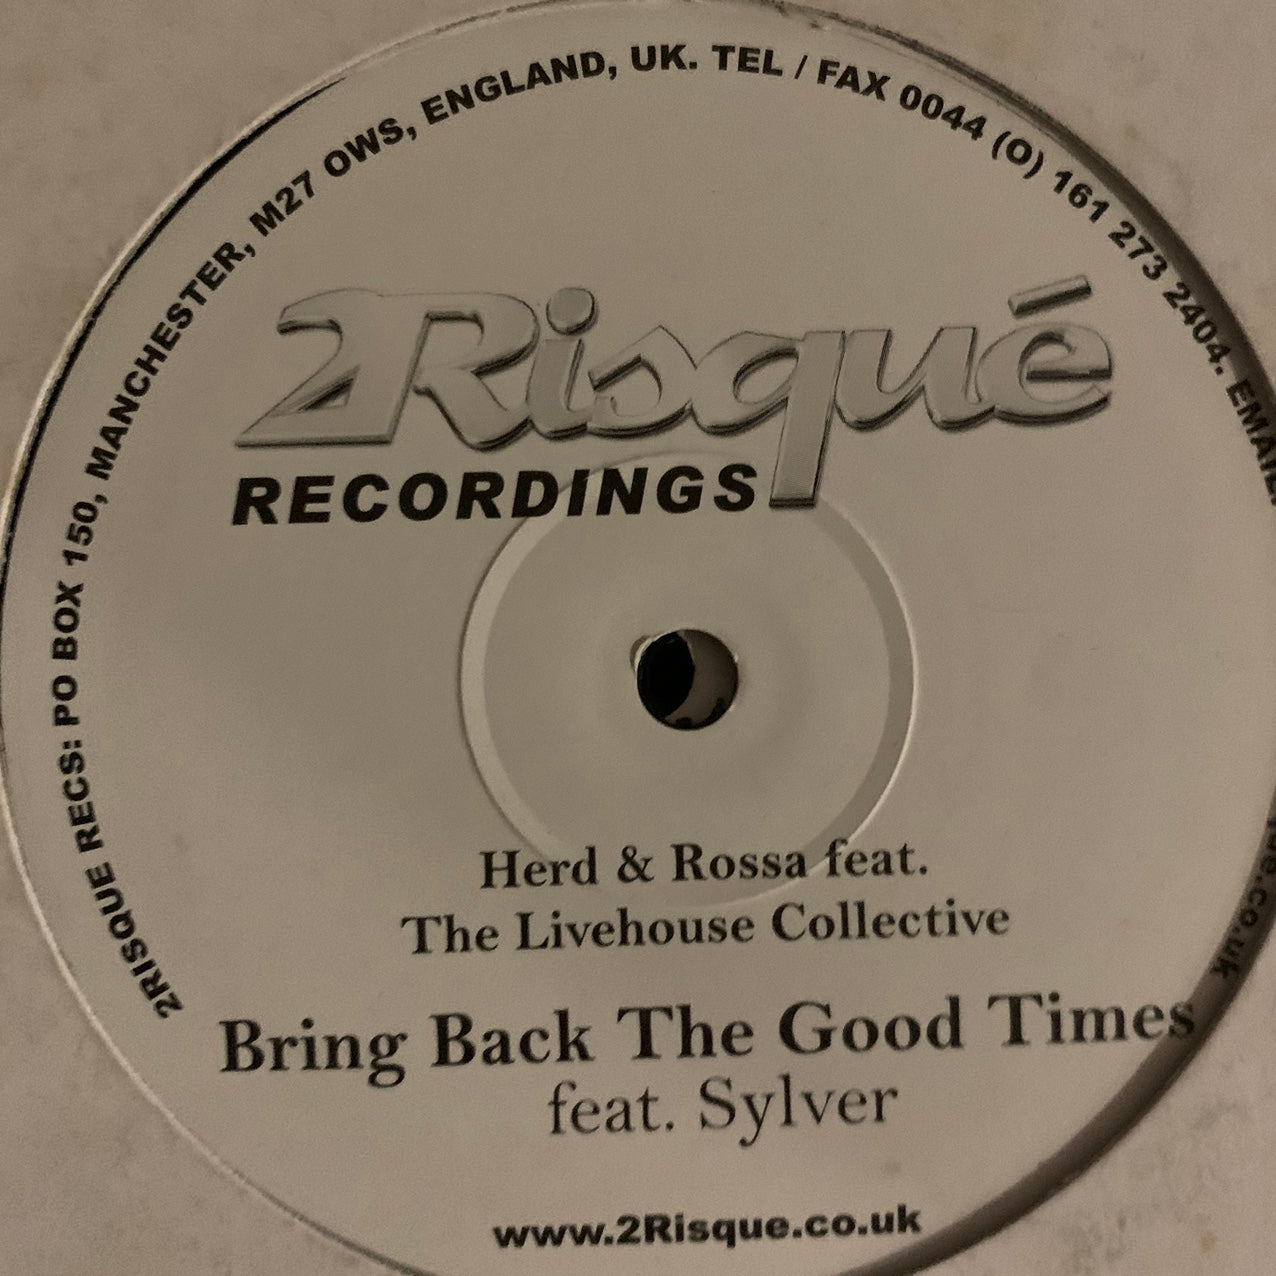 2RISQUE RECS: PO BOX 150, MANCHESTER, M27 OWS, ENGLAND, UK. TEL / FAX 0044 (O) 161 273 2404. EMAIL:
2Risqué
RECORDINGS
Herd & Rossa feat.
The Livehouse Collective
Bring Back The Good Times
feat. Sylver
www.2Risque.co.uk